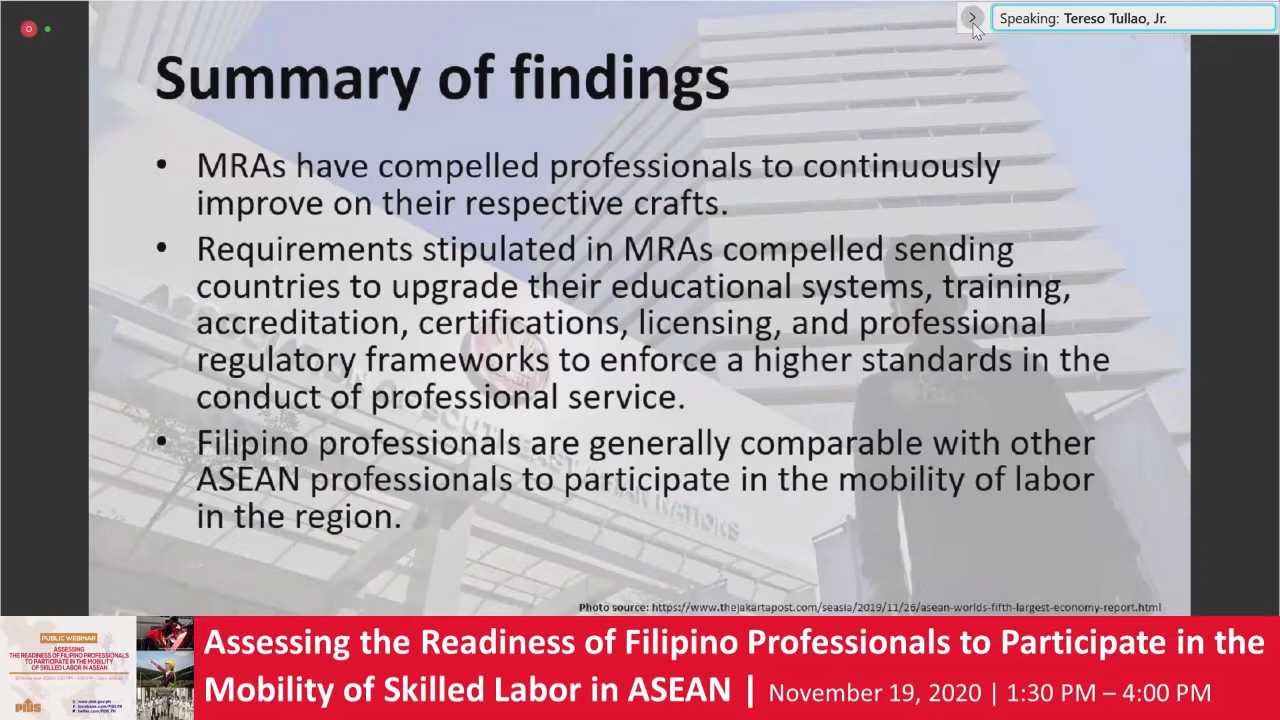 Speaking: Tereso Tullao, Jr.
Summary of findings
• MRAs have compelled professionals to continuously
improve on their respective crafts.
• Requirements stipulated in MRAs compelled sending
countries to upgrade their educational systems, training,
accreditation, certifications, licensing, and professional
regulatory frameworks to enforce a higher standards in the
conduct of professional service.
• Filipino professionals are generally comparable with other
ASEAN professionals to participate in the mobility of labor
in the region.
Photo source: https://www.thejakartapost.com/seasia/2019/11/26/asean-worlds-fifth-largest-economy-report.html
PUBLIC WEBINAR
ASSESSING
THE READINESS OF FILIPINO PROFESSIONALS
TO PARTICIPATE IN THE MOBILITY
OF SKILLED LABOR IN ASEAN
PIDS
Assessing the Readiness of Filipino Professionals to Participate in the
Mobility of Skilled Labor in ASEAN | November 19, 2020 | 1:30 PM – 4:00 PM